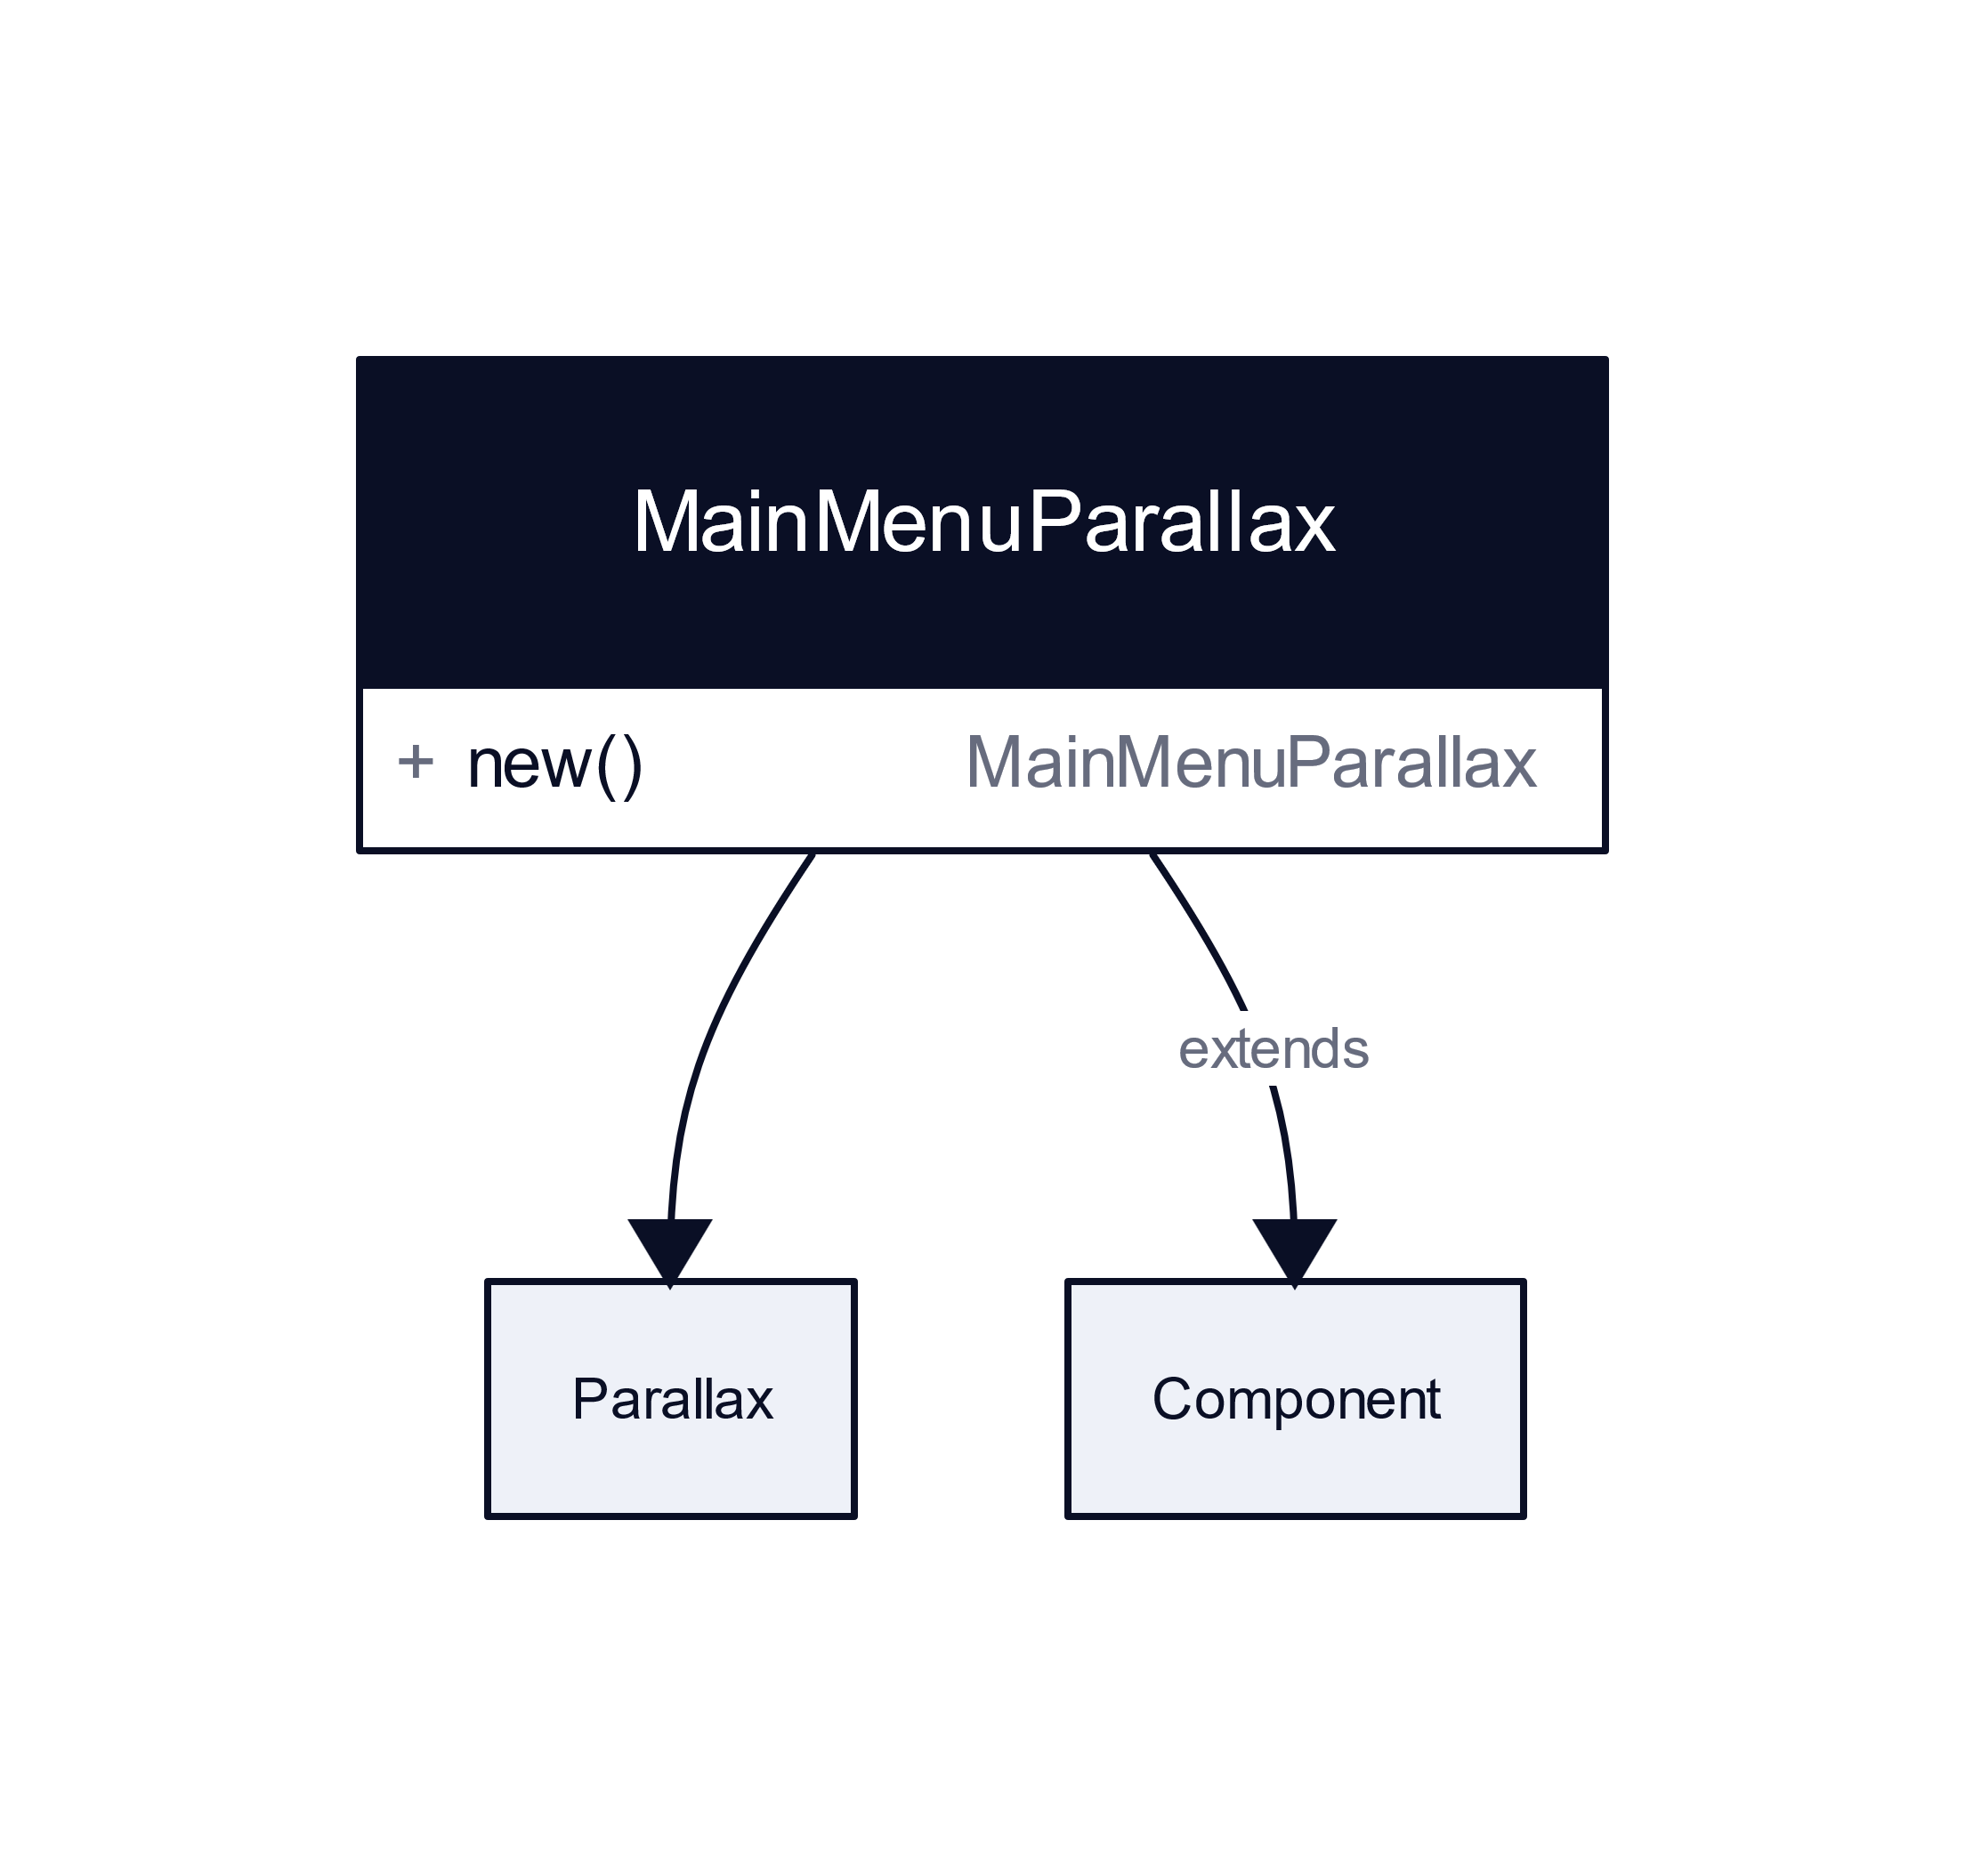 MainMenuParallax
+ new() MainMenuParallax
extends
Parallax
Component